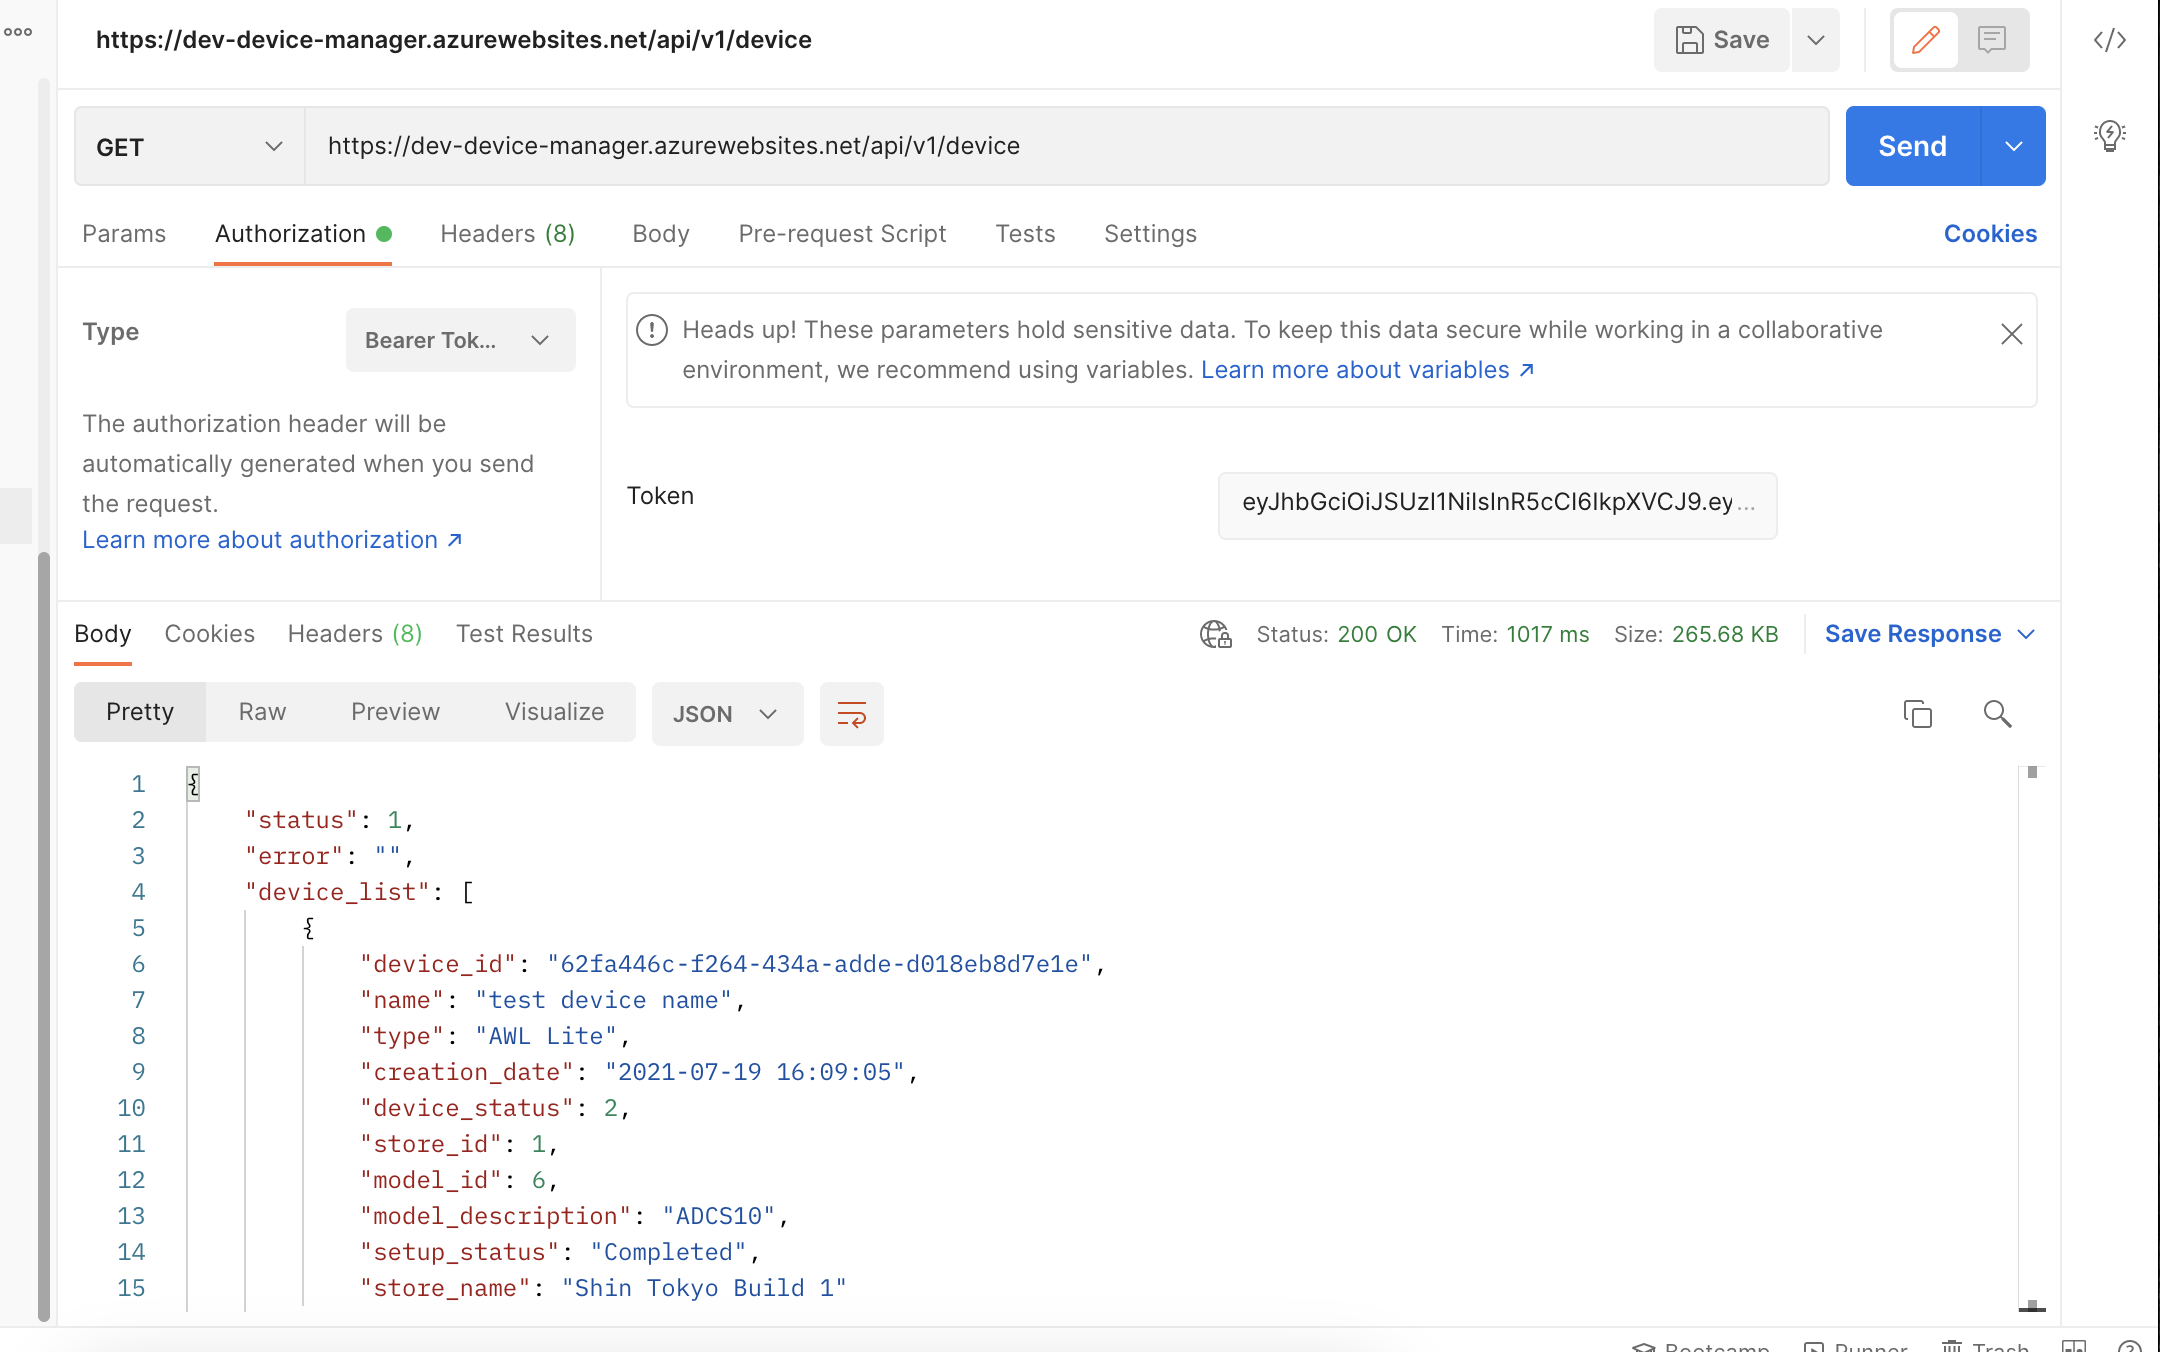 https://dev-device-manager.azurewebsites.net/api/v1/device
Save
GET
https://dev-device-manager.azurewebsites.net/api/v1/device
Send
Params Authorization Headers (8) Body Pre-request Script Tests Settings Cookies
Type
Bearer Tok...
The authorization header will be
automatically generated when you send
the request.
Learn more about authorization ↗
Heads up! These parameters hold sensitive data. To keep this data secure while working in a collaborative
environment, we recommend using variables. Learn more about variables ↗
Token
eyJhbGciOiJSUzI1NiIsInR5cCI6IkpXVCJ9.ey...
Body Cookies Headers (8) Test Results Status: 200 OK Time: 1017 ms Size: 265.68 KB Save Response
Pretty Raw Preview Visualize JSON
1 {
2 "status": 1,
3 "error": "",
4 "device_list": [
5 {
6 "device_id": "62fa446c-f264-434a-adde-d018eb8d7e1e",
7 "name": "test device name",
8 "type": "AWL Lite",
9 "creation_date": "2021-07-19 16:09:05",
10 "device_status": 2,
11 "store_id": 1,
12 "model_id": 6,
13 "model_description": "ADCS10",
14 "setup_status": "Completed",
15 "store_name": "Shin Tokyo Build 1"
Bootcamp Runner Trash